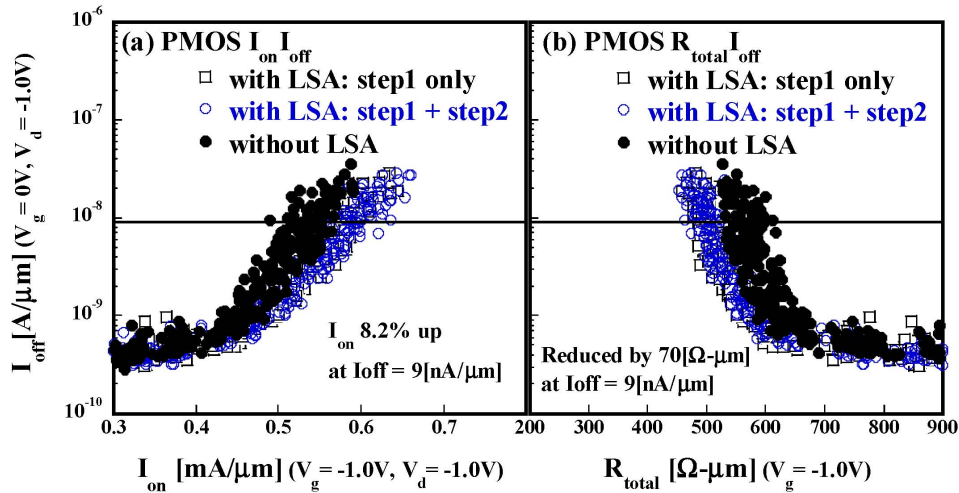 (a) PMOS I_on I_off
with LSA: step1 only
with LSA: step1 + step2
without LSA
I_on 8.2% up
at Ioff = 9[nA/μm]
(b) PMOS R_total I_off
with LSA: step1 only
with LSA: step1 + step2
without LSA
Reduced by 70[Ω-μm]
at Ioff = 9[nA/μm]
I_off [A/μm] (V_g = 0V, V_d = -1.0V)
10^-6
10^-7
10^-8
10^-9
10^-10
0.3 0.4 0.5 0.6 0.7 200 300 400 500 600 700 800 900
I_on [mA/μm] (V_g = -1.0V, V_d = -1.0V)
R_total [Ω-μm] (V_g = -1.0V)